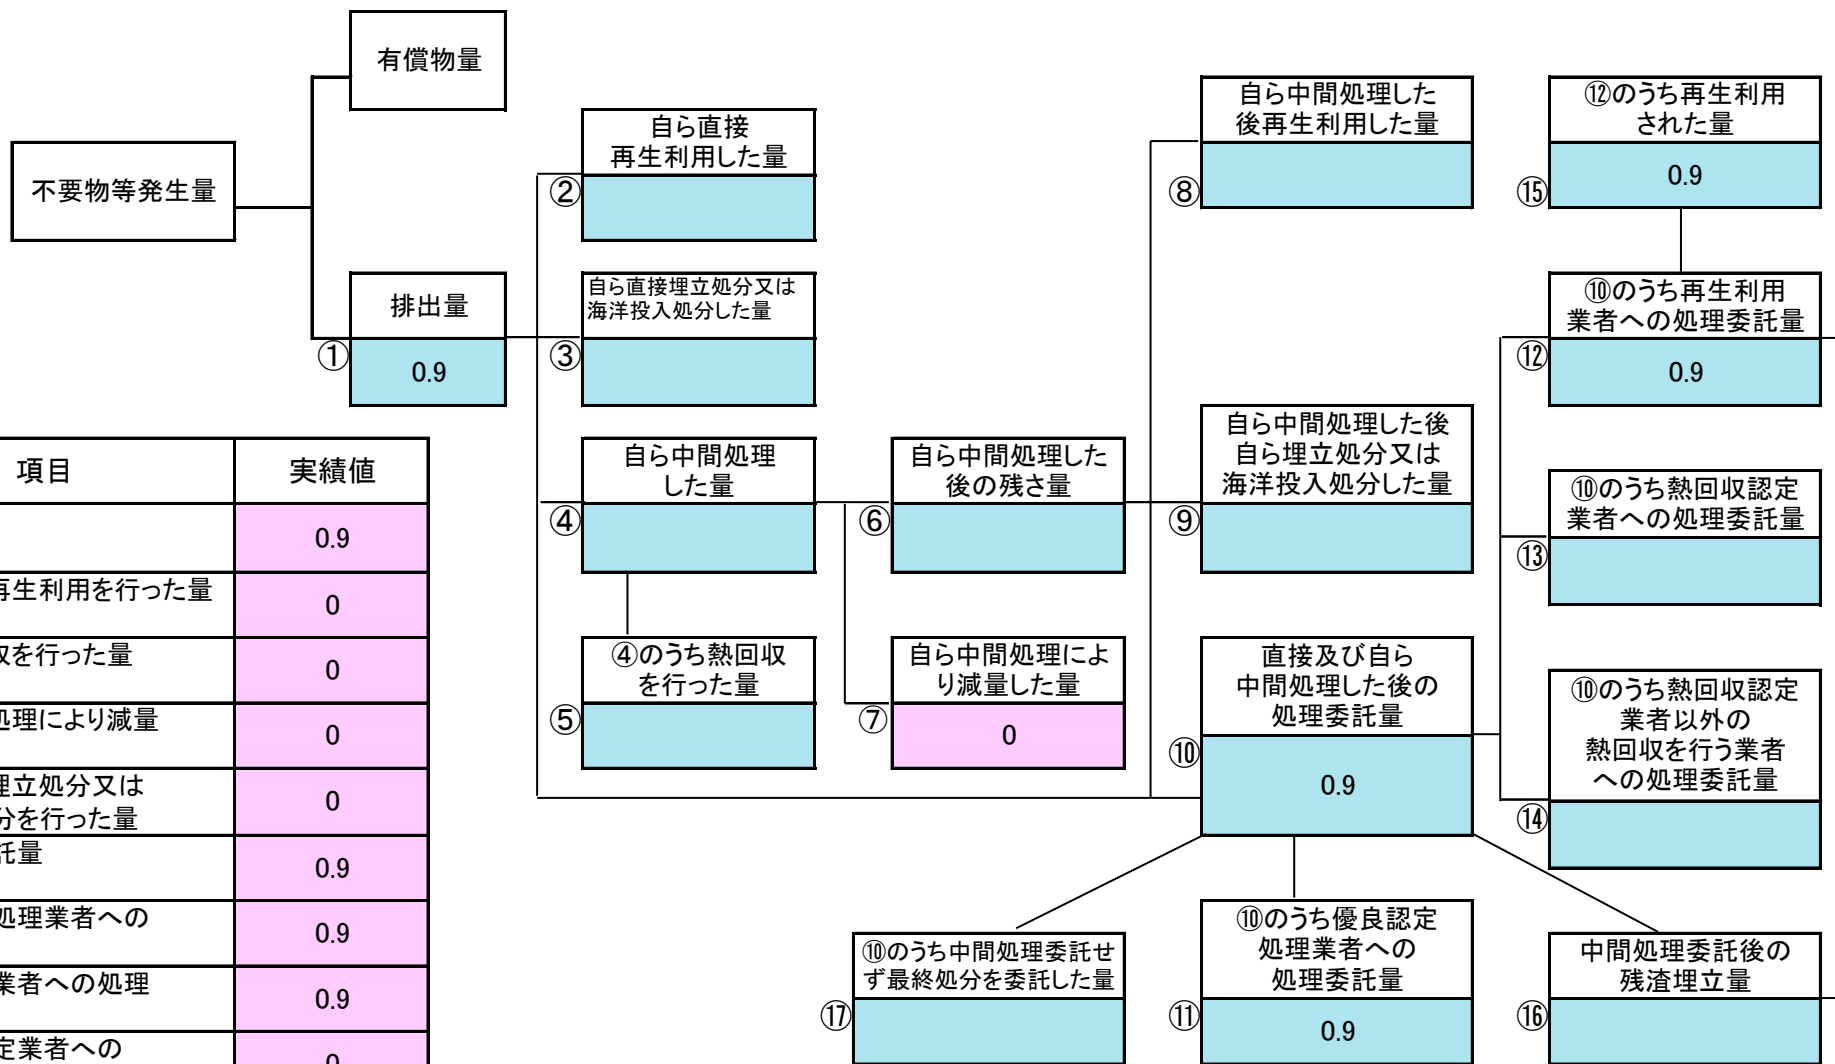 有償物量
不要物等発生量
排出量
①
0.9
自ら直接
再生利用した量
②
自ら直接埋立処分又は
海洋投入処分した量
③
自ら中間処理
した量
④
④のうち熱回収
を行った量
⑤
自ら中間処理した
後の残さ量
⑥
自ら中間処理によ
り減量した量
⑦
0
自ら中間処理した
後再生利用した量
⑧
自ら中間処理した後
自ら埋立処分又は
海洋投入処分した量
⑨
直接及び自ら
中間処理した後の
処理委託量
⑩
0.9
⑩のうち優良認定
処理業者への
処理委託量
⑪
0.9
⑫のうち再生利用
された量
⑮
0.9
⑩のうち再生利用
業者への処理委託量
⑫
0.9
⑩のうち熱回収認定
業者への処理委託量
⑬
⑩のうち熱回収認定
業者以外の
熱回収を行う業者
への処理委託量
⑭
中間処理委託後の
残渣埋立量
⑯
⑩のうち中間処理委託せ
ず最終処分を委託した量
⑰
項目 実績値
0.9
再生利用を行った量 0
を行った量 0
処理により減量 0
埋立処分又は
分を行った量 0
託量 0.9
処理業者への 0.9
業者への処理 0.9
定業者への 0